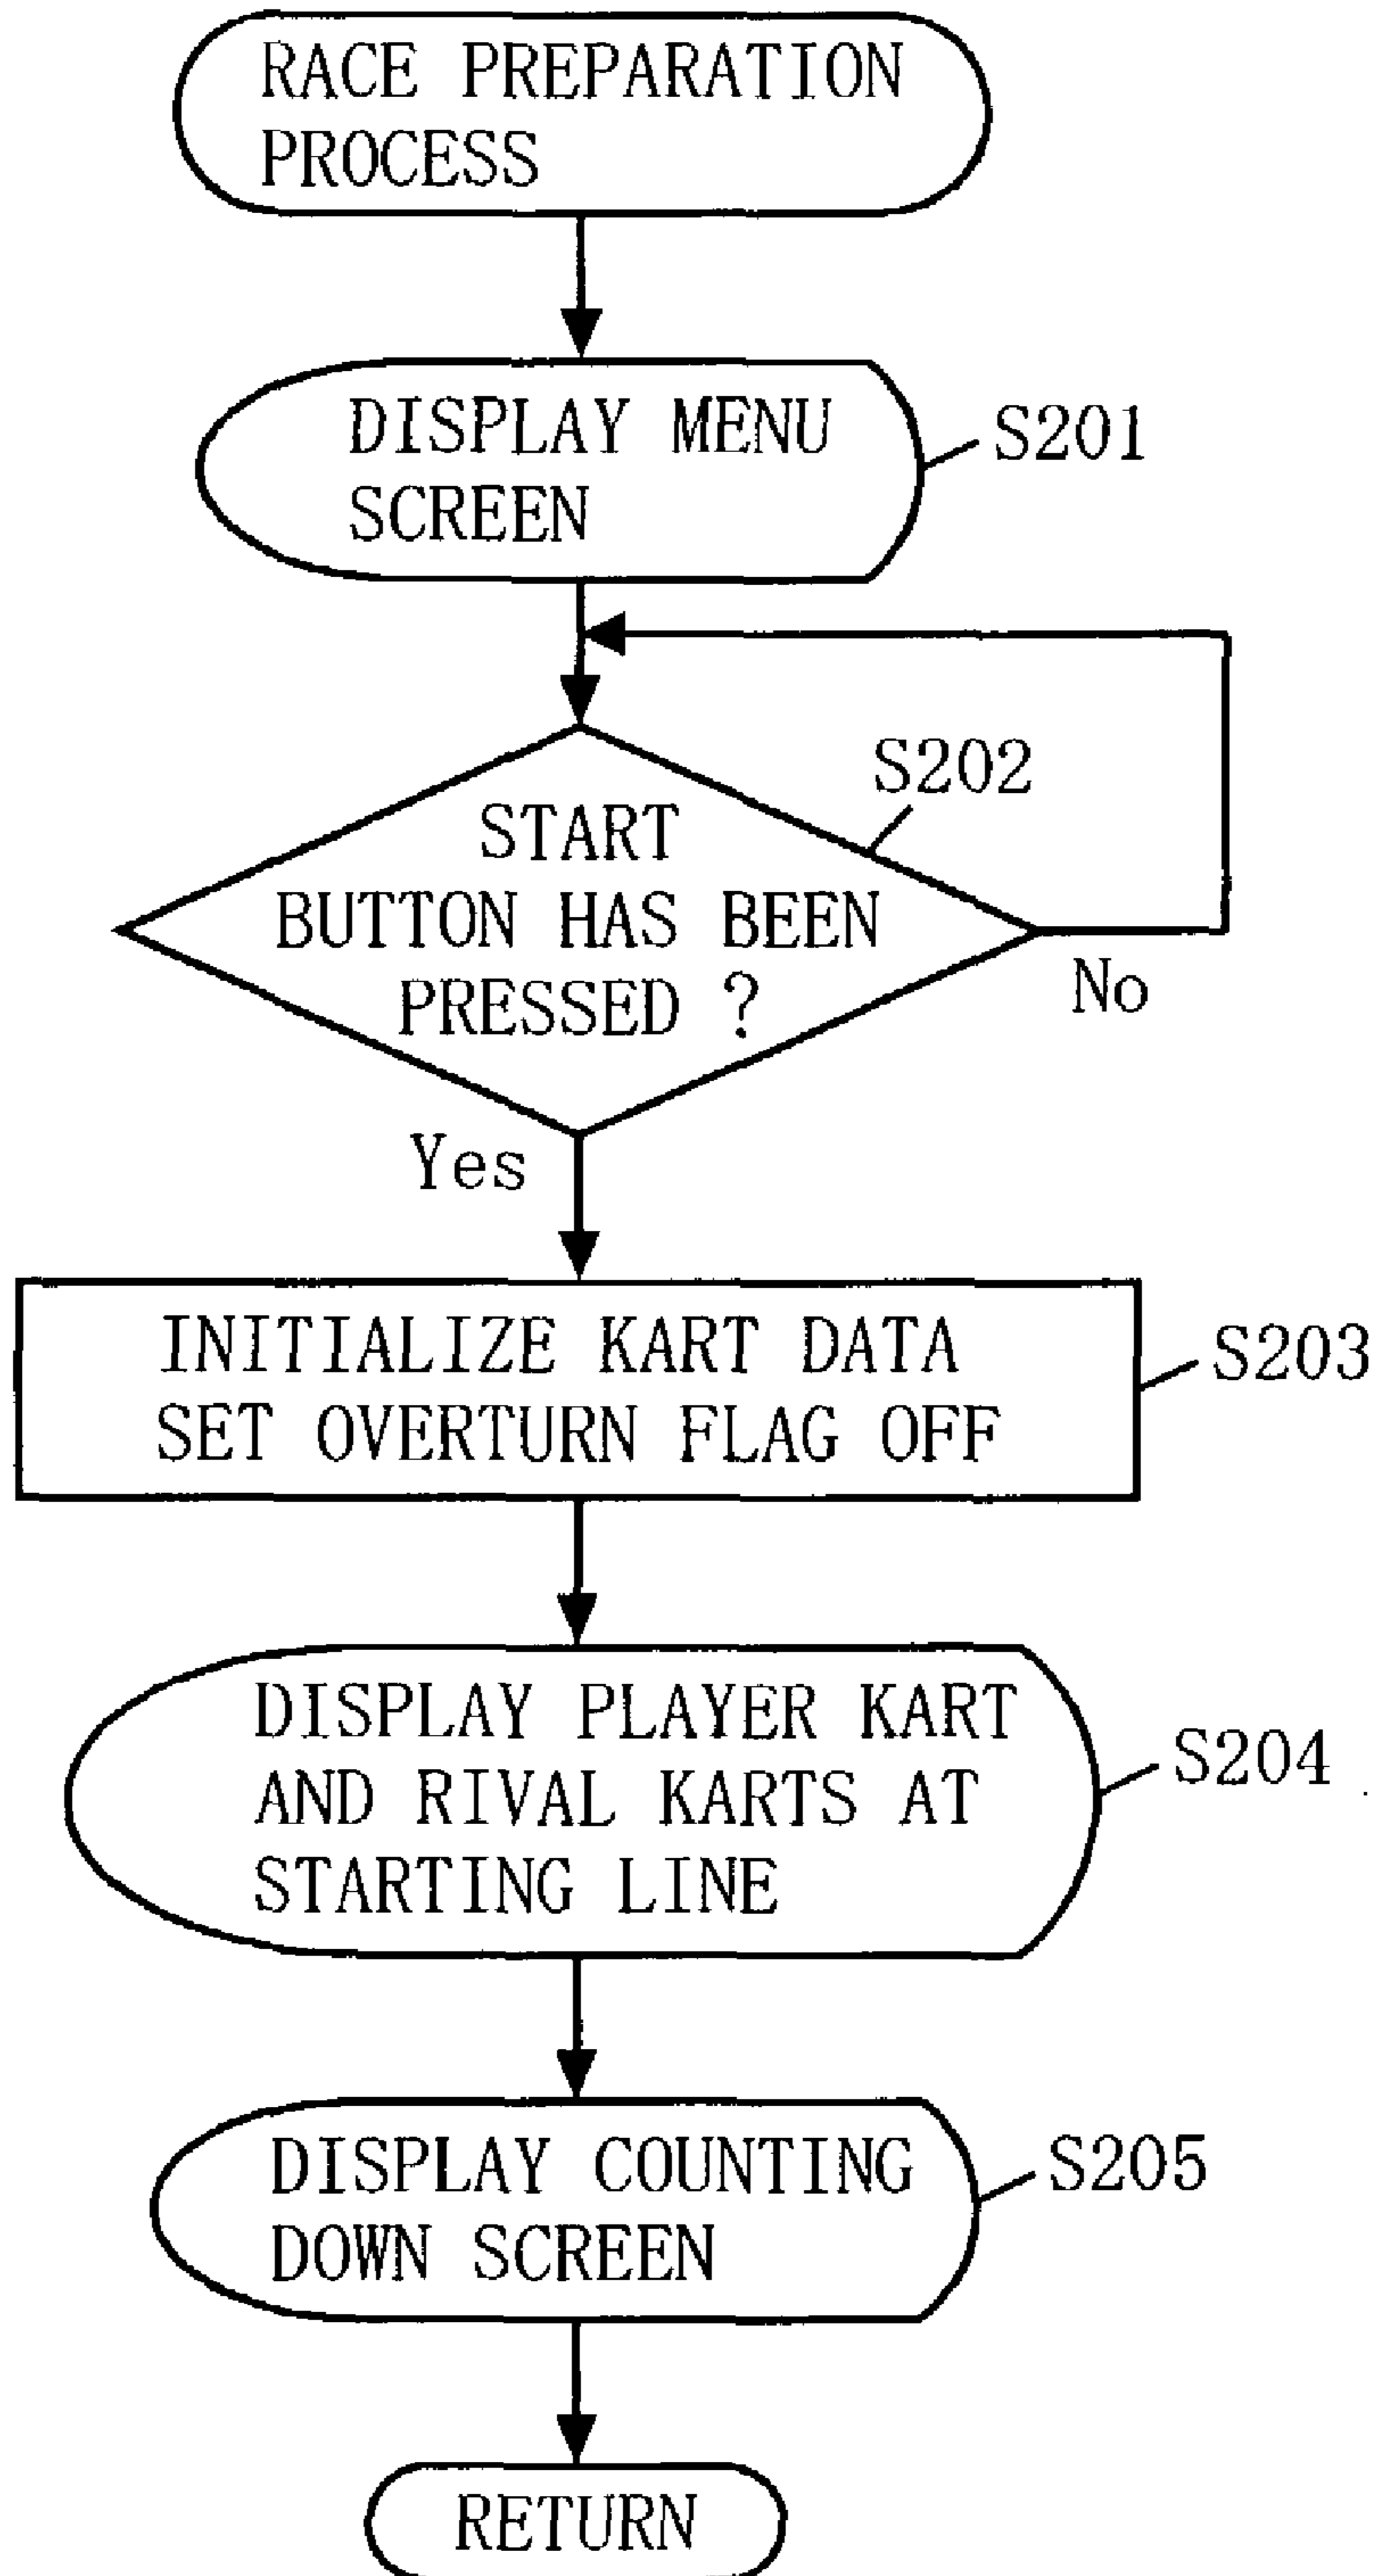 RACE PREPARATION
PROCESS
DISPLAY MENU
SCREEN
S201
S202
START
BUTTON HAS BEEN
PRESSED ?
No
Yes
INITIALIZE KART DATA
SET OVERTURN FLAG OFF
S203
DISPLAY PLAYER KART
AND RIVAL KARTS AT
STARTING LINE
S204
DISPLAY COUNTING
DOWN SCREEN
S205
RETURN